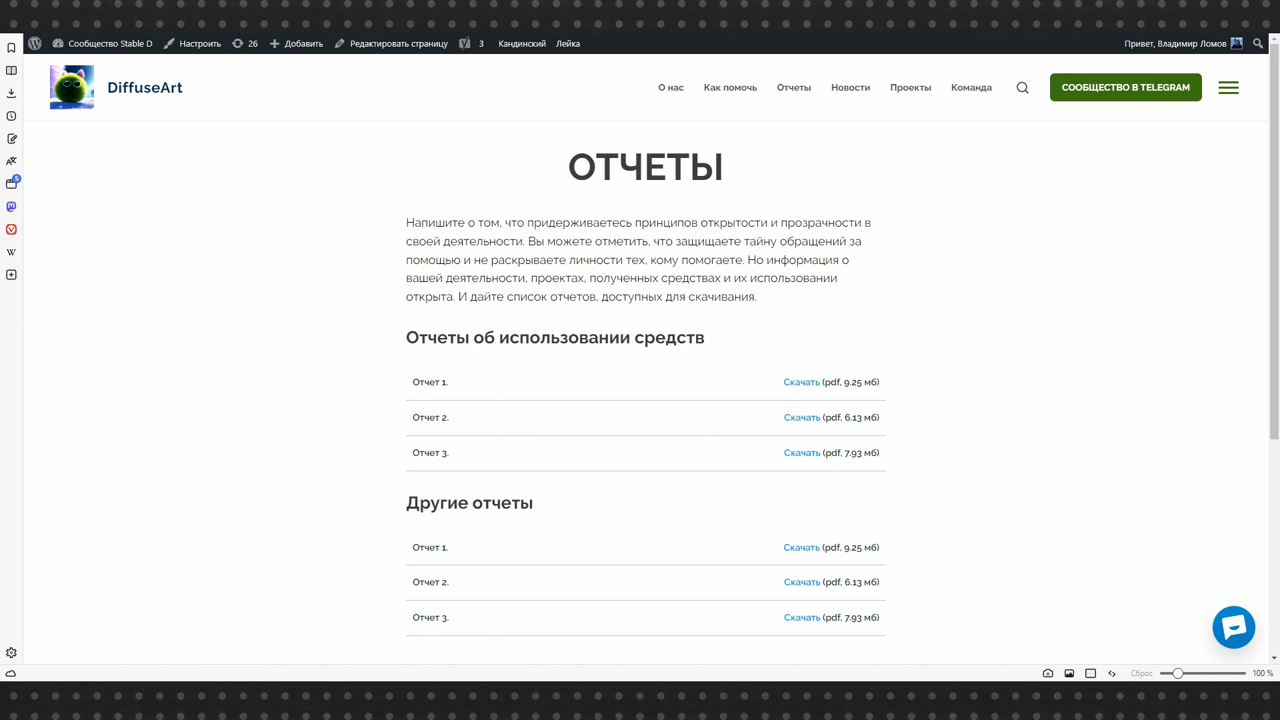 Сообщество Stable D Настроить 26 Добавить Редактировать страницу 3 Кандинский Лейка Привет, Владимир Ломов
DiffuseArt О нас Как помочь Отчеты Новости Проекты Команда СООБЩЕСТВО В TELEGRAM
ОТЧЕТЫ
Напишите о том, что придерживаетесь принципов открытости и прозрачности в
своей деятельности. Вы можете отметить, что защищаете тайну обращений за
помощью и не раскрываете личности тех, кому помогаете. Но информация о
вашей деятельности, проектах, полученных средствах и их использовании
открыта. И дайте список отчетов, доступных для скачивания.
Отчеты об использовании средств
Отчет 1. Скачать (pdf, 9.25 мб)
Отчет 2. Скачать (pdf, 6.13 мб)
Отчет 3. Скачать (pdf, 7.93 мб)
Другие отчеты
Отчет 1. Скачать (pdf, 9.25 мб)
Отчет 2. Скачать (pdf, 6.13 мб)
Отчет 3. Скачать (pdf, 7.93 мб)
5
Сброс 100 %